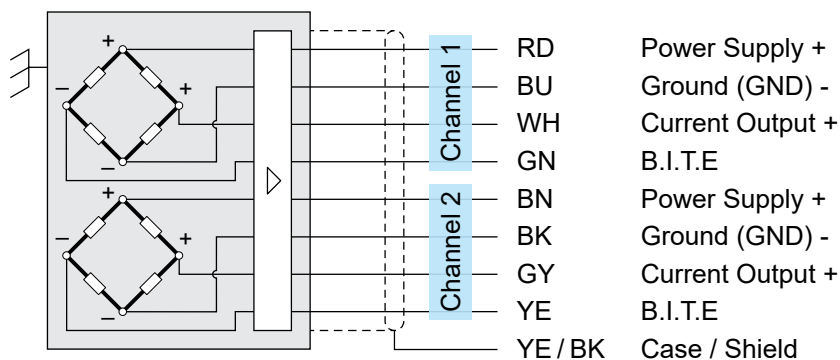 Channel 1
RD Power Supply +
BU Ground (GND) -
WH Current Output +
GN B.I.T.E
Channel 2
BN Power Supply +
BK Ground (GND) -
GY Current Output +
YE B.I.T.E
YE / BK Case / Shield
+
−
+
−
+
−
+
−